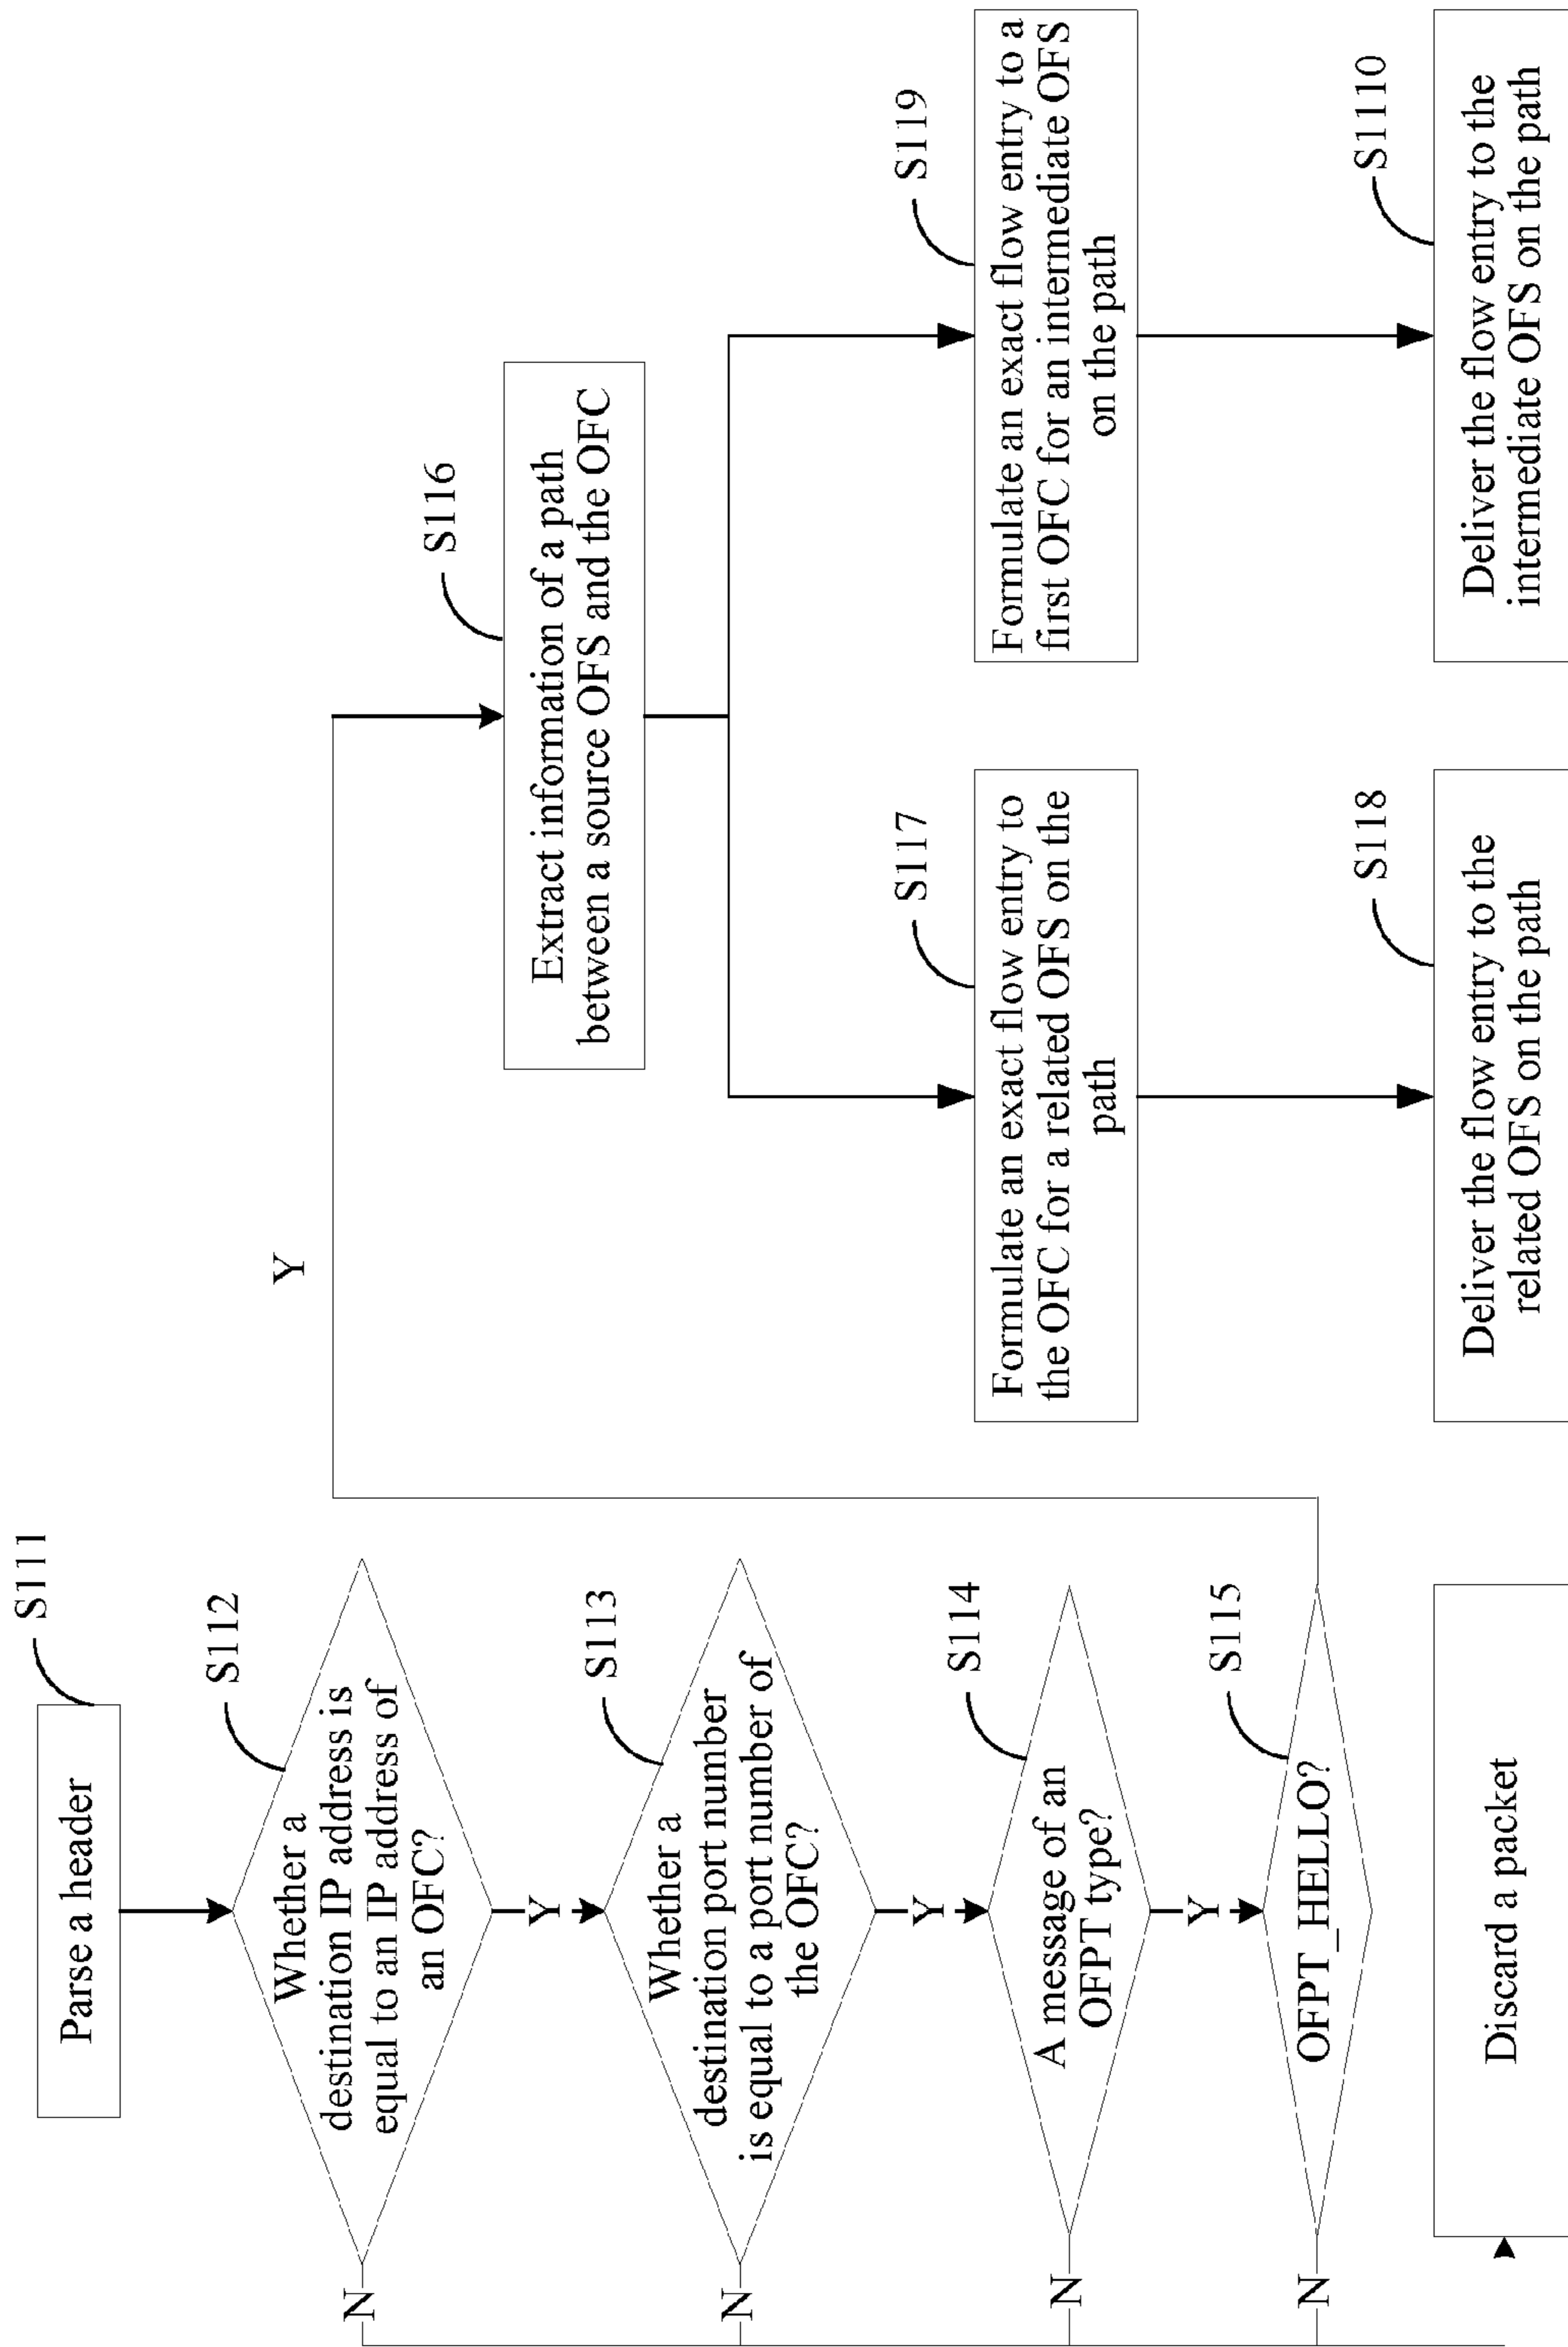 S111
Parse a header
S112
Whether a
destination IP address is
equal to an IP address of
an OFC?
N
Y
S113
Whether a
destination port number
is equal to a port number of
the OFC?
N
Y
S114
A message of an
OFPT type?
N
Y
S115
OFPT_HELLO?
N
Y
Discard a packet
S116
Extract information of a path
between a source OFS and the OFC
S117
Formulate an exact flow entry to
the OFC for a related OFS on the
path
S118
Deliver the flow entry to the
related OFS on the path
S119
Formulate an exact flow entry to a
first OFC for an intermediate OFS
on the path
S1110
Deliver the flow entry to the
intermediate OFS on the path